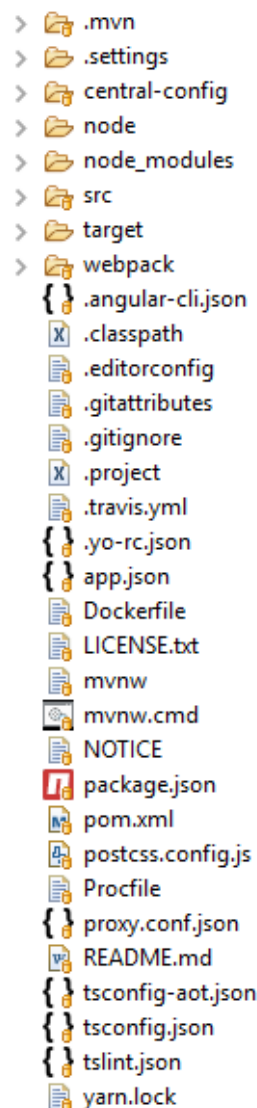 .mvn
.settings
central-config
node
node_modules
src
target
webpack
.angular-cli.json
.classpath
.editorconfig
.gitattributes
.gitignore
.project
.travis.yml
.yo-rc.json
app.json
Dockerfile
LICENSE.txt
mvnw
mvnw.cmd
NOTICE
package.json
pom.xml
postcss.config.js
Procfile
proxy.conf.json
README.md
tsconfig-aot.json
tsconfig.json
tslint.json
yarn.lock